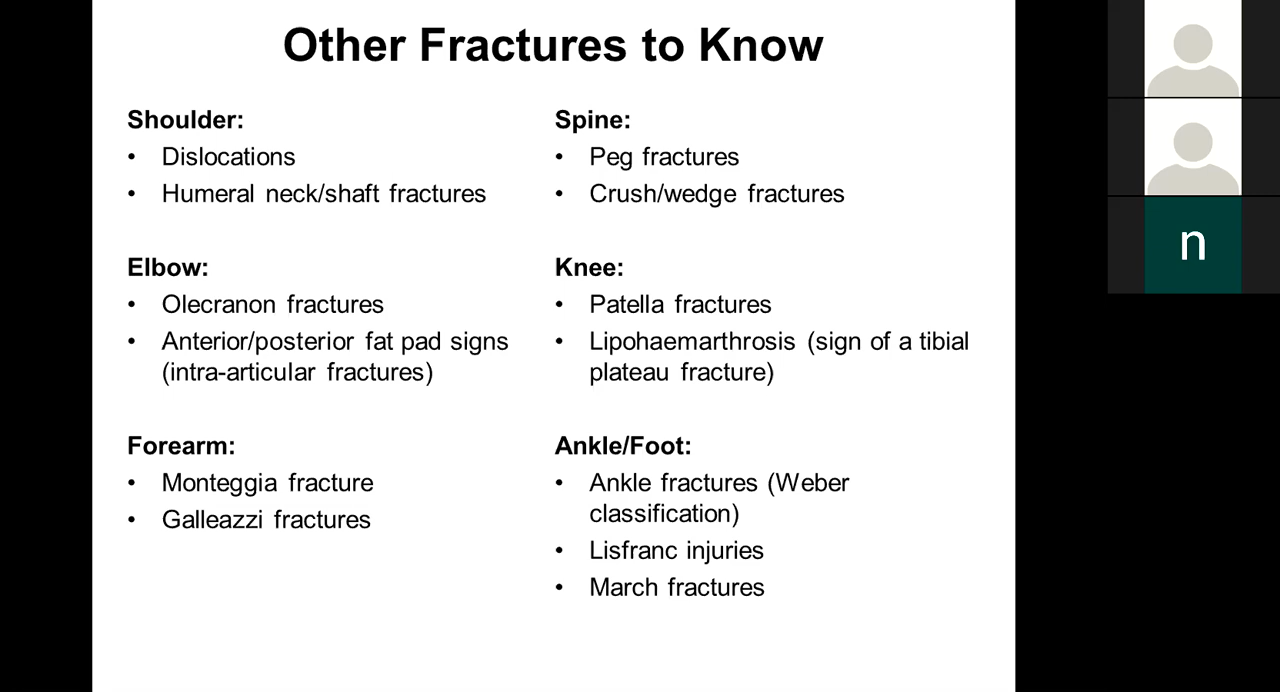 Other Fractures to Know
Shoulder:
• Dislocations
• Humeral neck/shaft fractures
Elbow:
• Olecranon fractures
• Anterior/posterior fat pad signs
(intra-articular fractures)
Forearm:
• Monteggia fracture
• Galleazzi fractures
Spine:
• Peg fractures
• Crush/wedge fractures
Knee:
• Patella fractures
• Lipohaemarthrosis (sign of a tibial
plateau fracture)
Ankle/Foot:
• Ankle fractures (Weber
classification)
• Lisfranc injuries
• March fractures
n